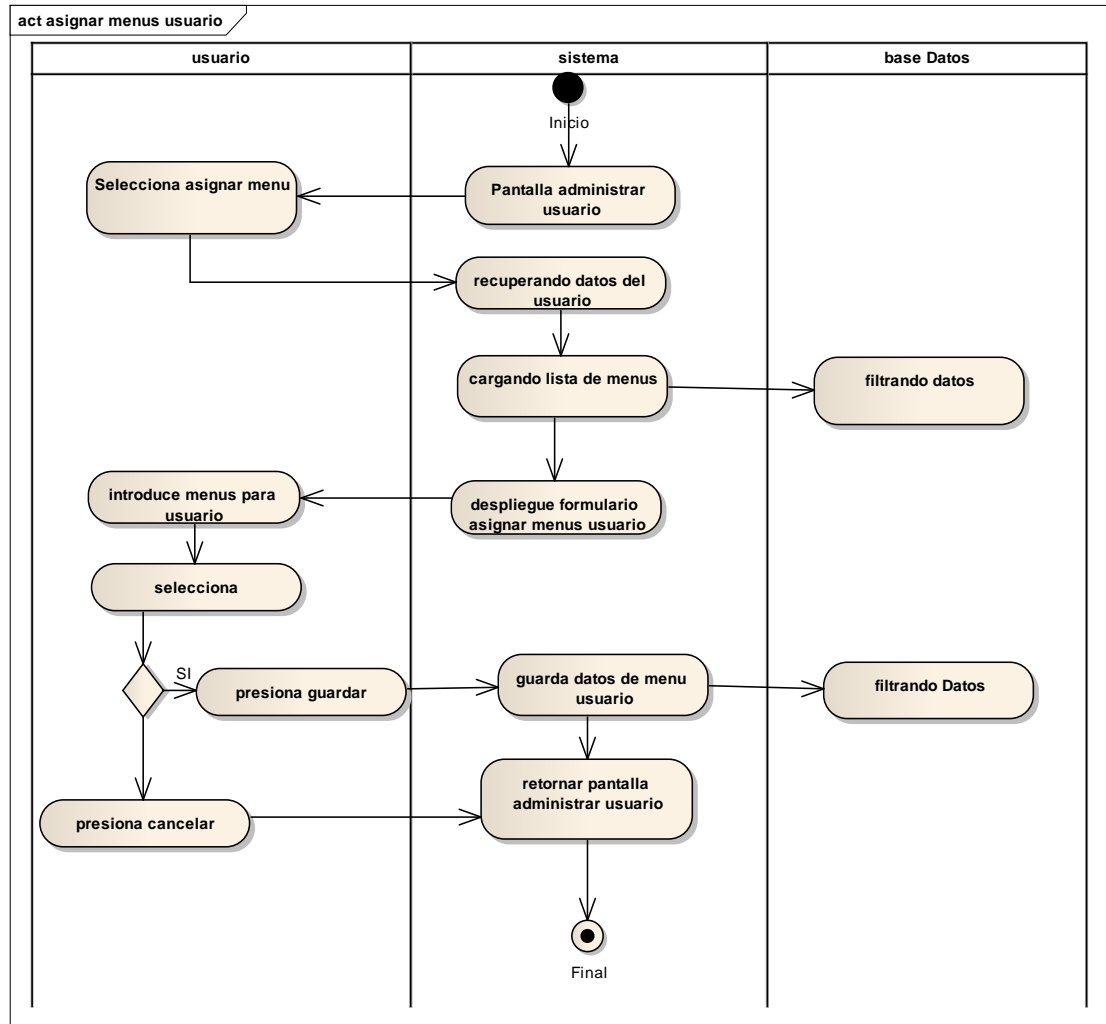 act asignar menus usuario
usuario
sistema
base Datos
Inicio
Selecciona asignar menu
Pantalla administrar
usuario
recuperando datos del
usuario
cargando lista de menus
filtrando datos
introduce menus para
usuario
despliegue formulario
asignar menus usuario
selecciona
SI
presiona guardar
guarda datos de menu
usuario
filtrando Datos
retornar pantalla
administrar usuario
presiona cancelar
Final